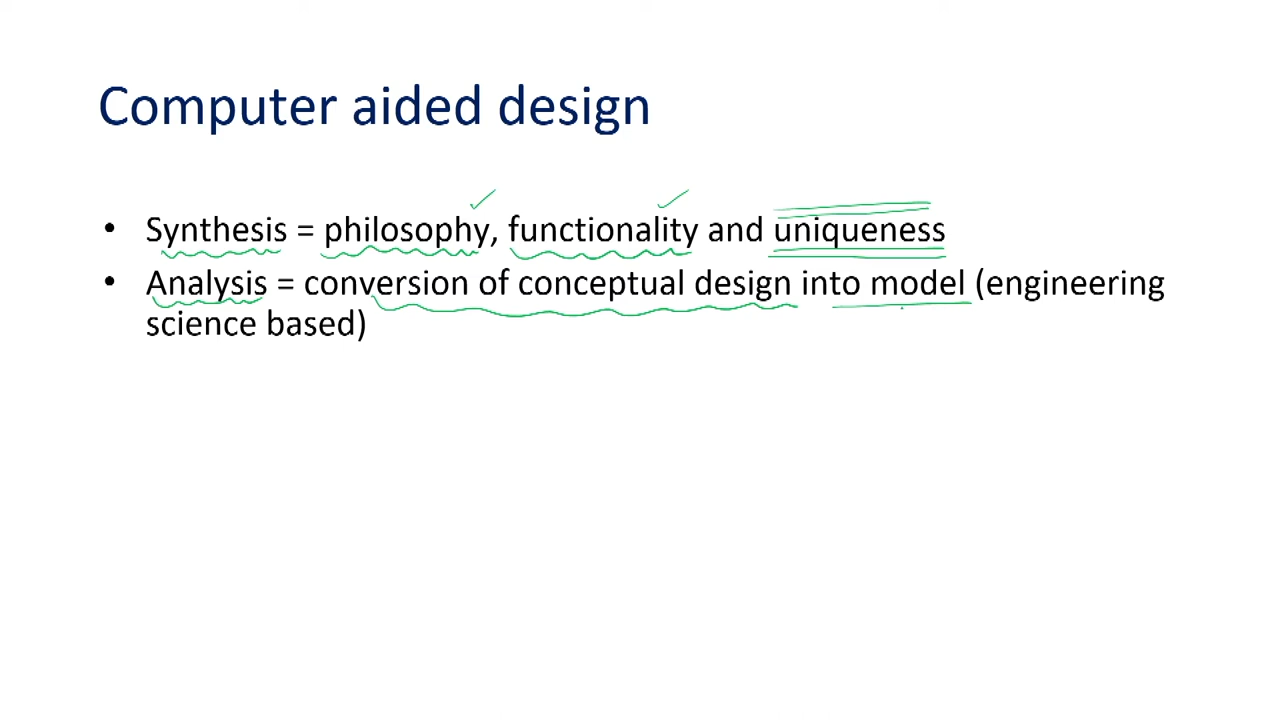 Computer aided design
• Synthesis = philosophy, functionality and uniqueness
• Analysis = conversion of conceptual design into model (engineering
science based)